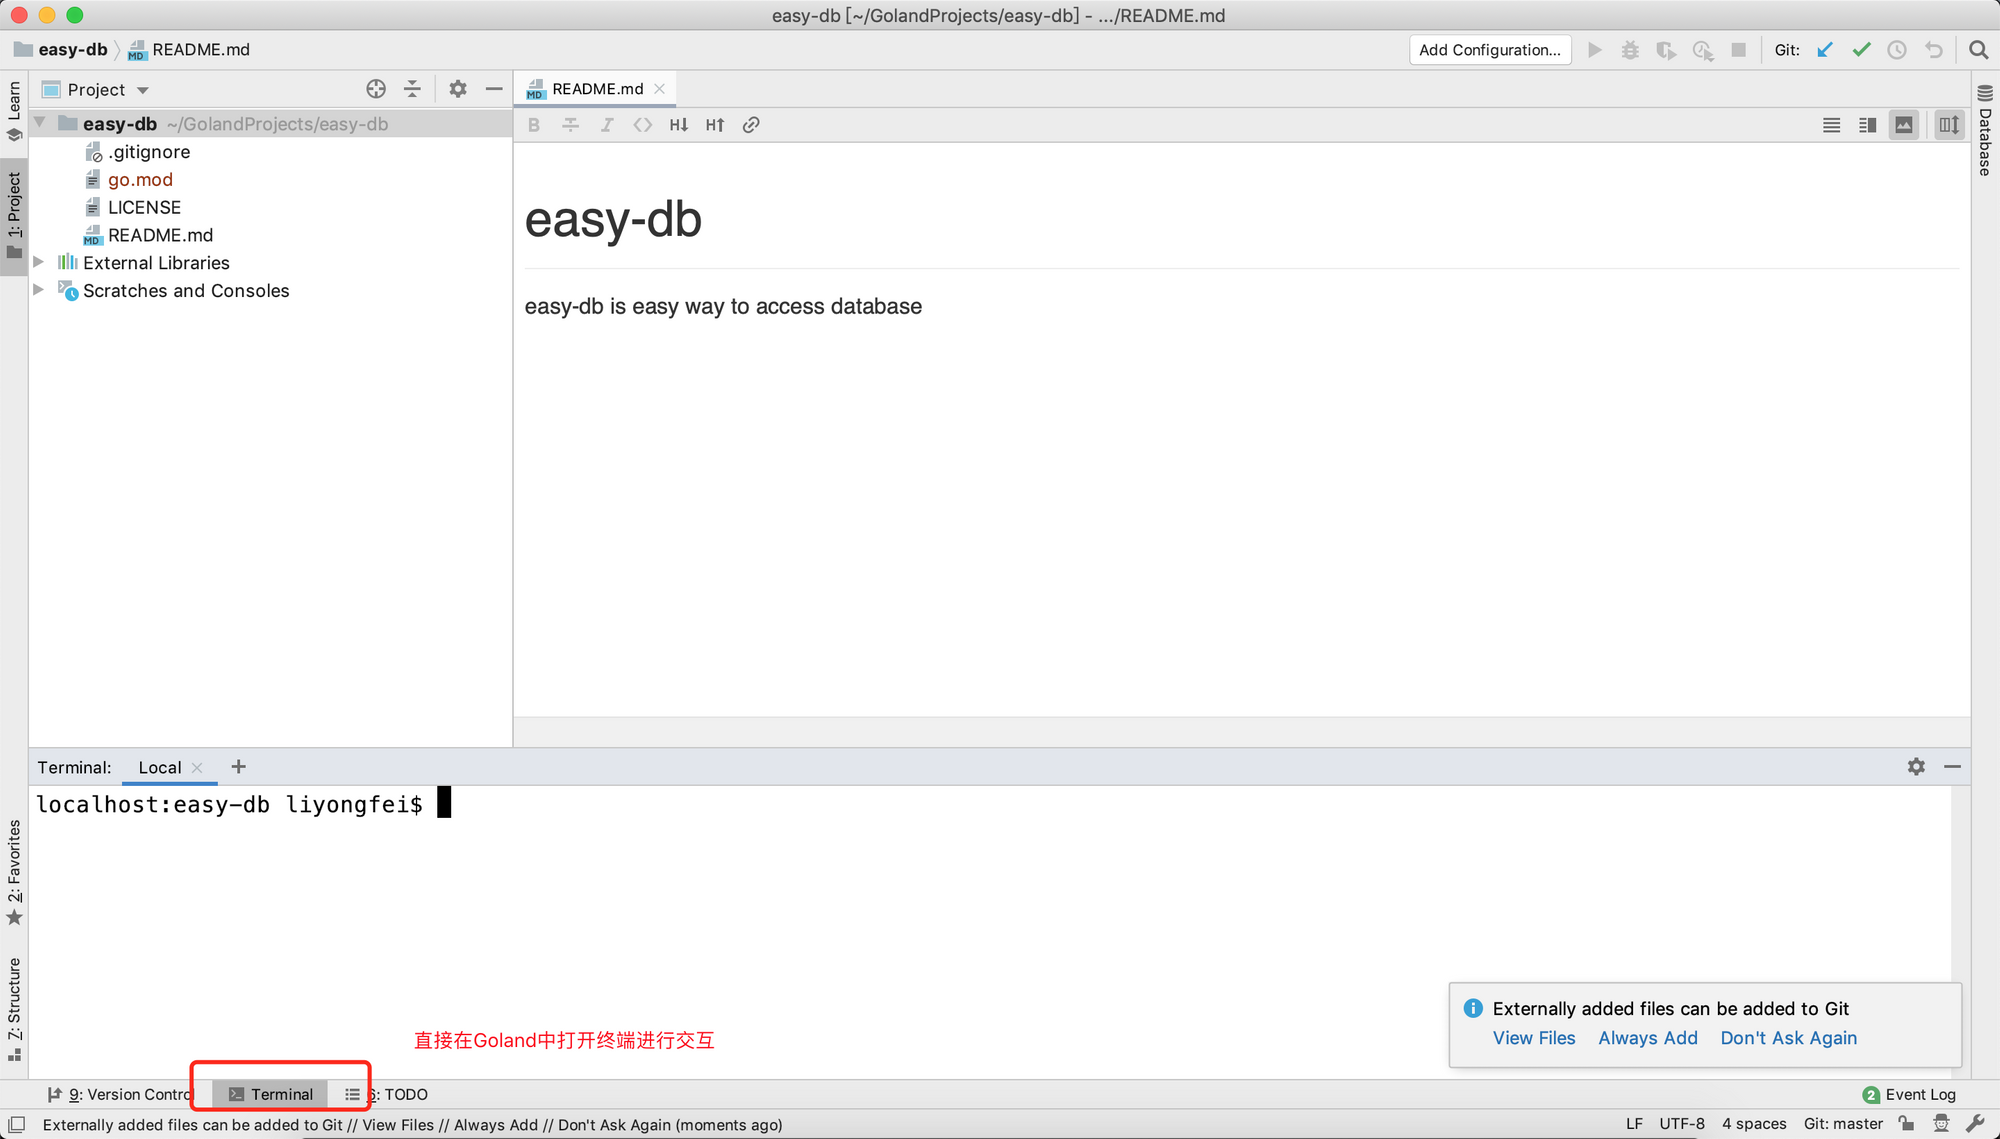 easy-db [~/GolandProjects/easy-db] - .../README.md
easy-db README.md
Add Configuration... Git:
Learn
1: Project
2: Favorites
7: Structure
Database
Project
README.md
easy-db ~/GolandProjects/easy-db
.gitignore
go.mod
LICENSE
README.md
External Libraries
Scratches and Consoles
easy-db
easy-db is easy way to access database
Terminal: Local
localhost:easy-db liyongfei$
直接在Goland中打开终端进行交互
Externally added files can be added to Git
View Files Always Add Don't Ask Again
9: Version Contro Terminal 6: TODO 2 Event Log
Externally added files can be added to Git // View Files // Always Add // Don't Ask Again (moments ago) LF UTF-8 4 spaces Git: master